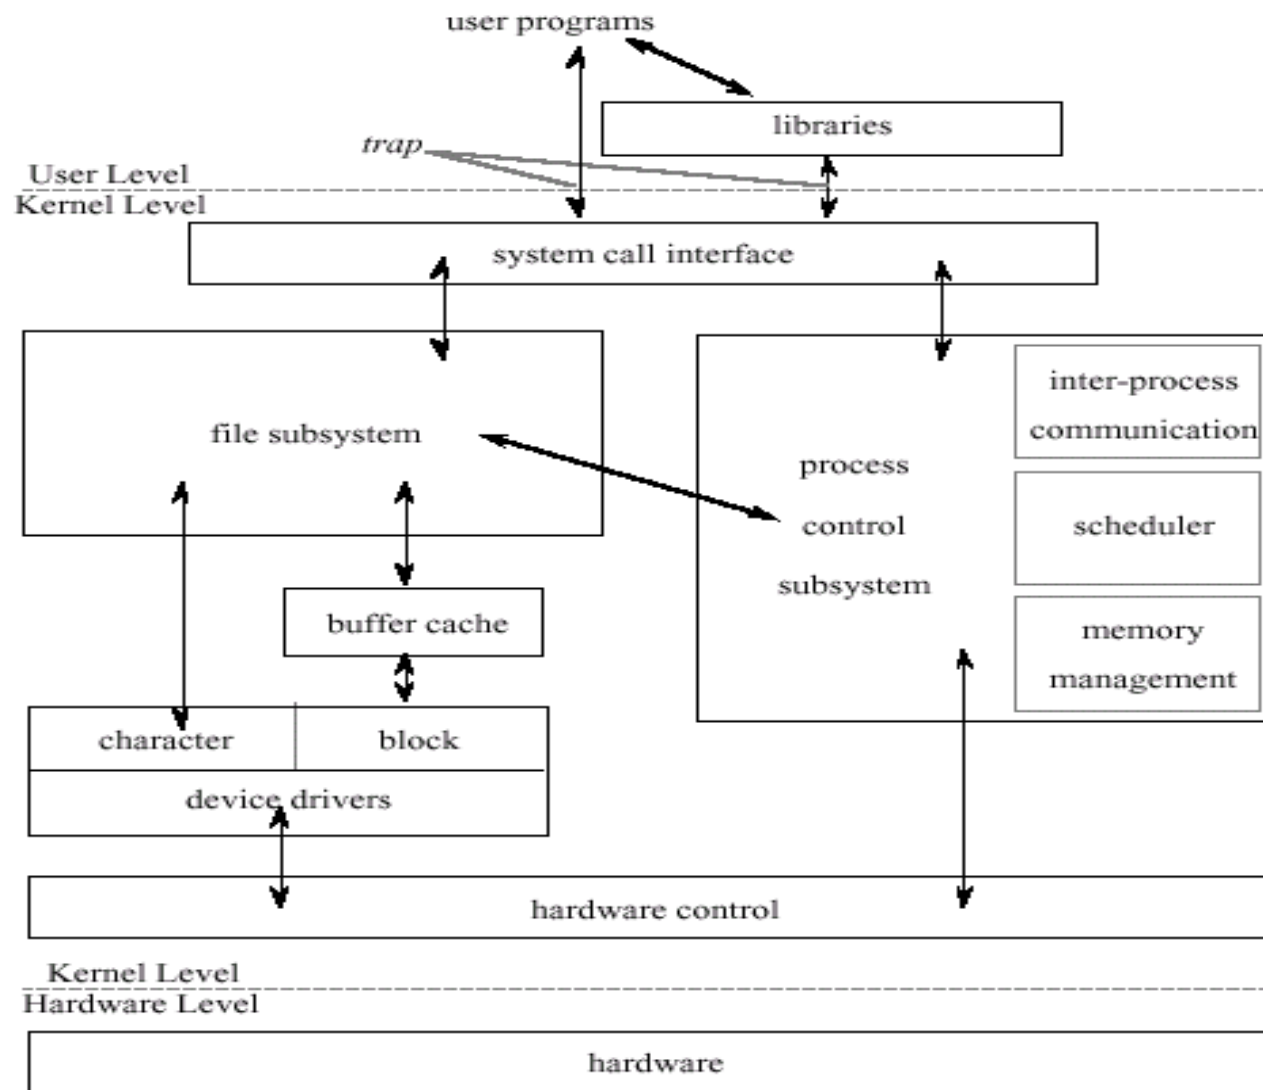 user programs
libraries
trap
User Level
Kernel Level
system call interface
file subsystem
inter-process
communication
process
control
subsystem
scheduler
memory
management
buffer cache
character
block
device drivers
hardware control
Kernel Level
Hardware Level
hardware